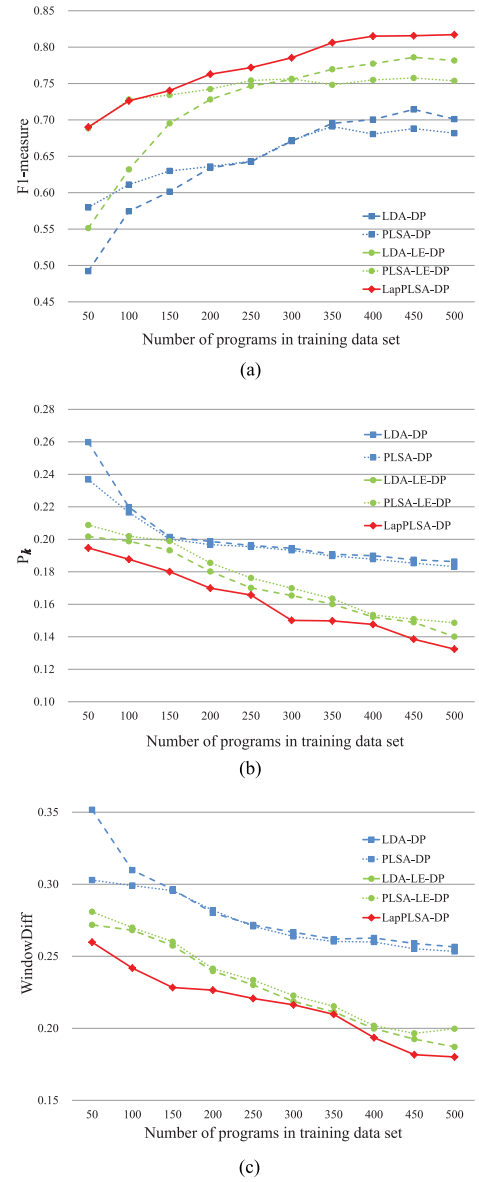 0.85
0.80
0.75
0.70
0.65
0.60
0.55
0.50
0.45
F1-measure
LDA-DP
PLSA-DP
LDA-LE-DP
PLSA-LE-DP
LapPLSA-DP
50 100 150 200 250 300 350 400 450 500
Number of programs in training data set
(a)
0.28
0.26
0.24
0.22
0.20
0.18
0.16
0.14
0.12
0.10
Pk
LDA-DP
PLSA-DP
LDA-LE-DP
PLSA-LE-DP
LapPLSA-DP
50 100 150 200 250 300 350 400 450 500
Number of programs in training data set
(b)
0.35
0.30
0.25
0.20
0.15
WindowDiff
LDA-DP
PLSA-DP
LDA-LE-DP
PLSA-LE-DP
LapPLSA-DP
50 100 150 200 250 300 350 400 450 500
Number of programs in training data set
(c)